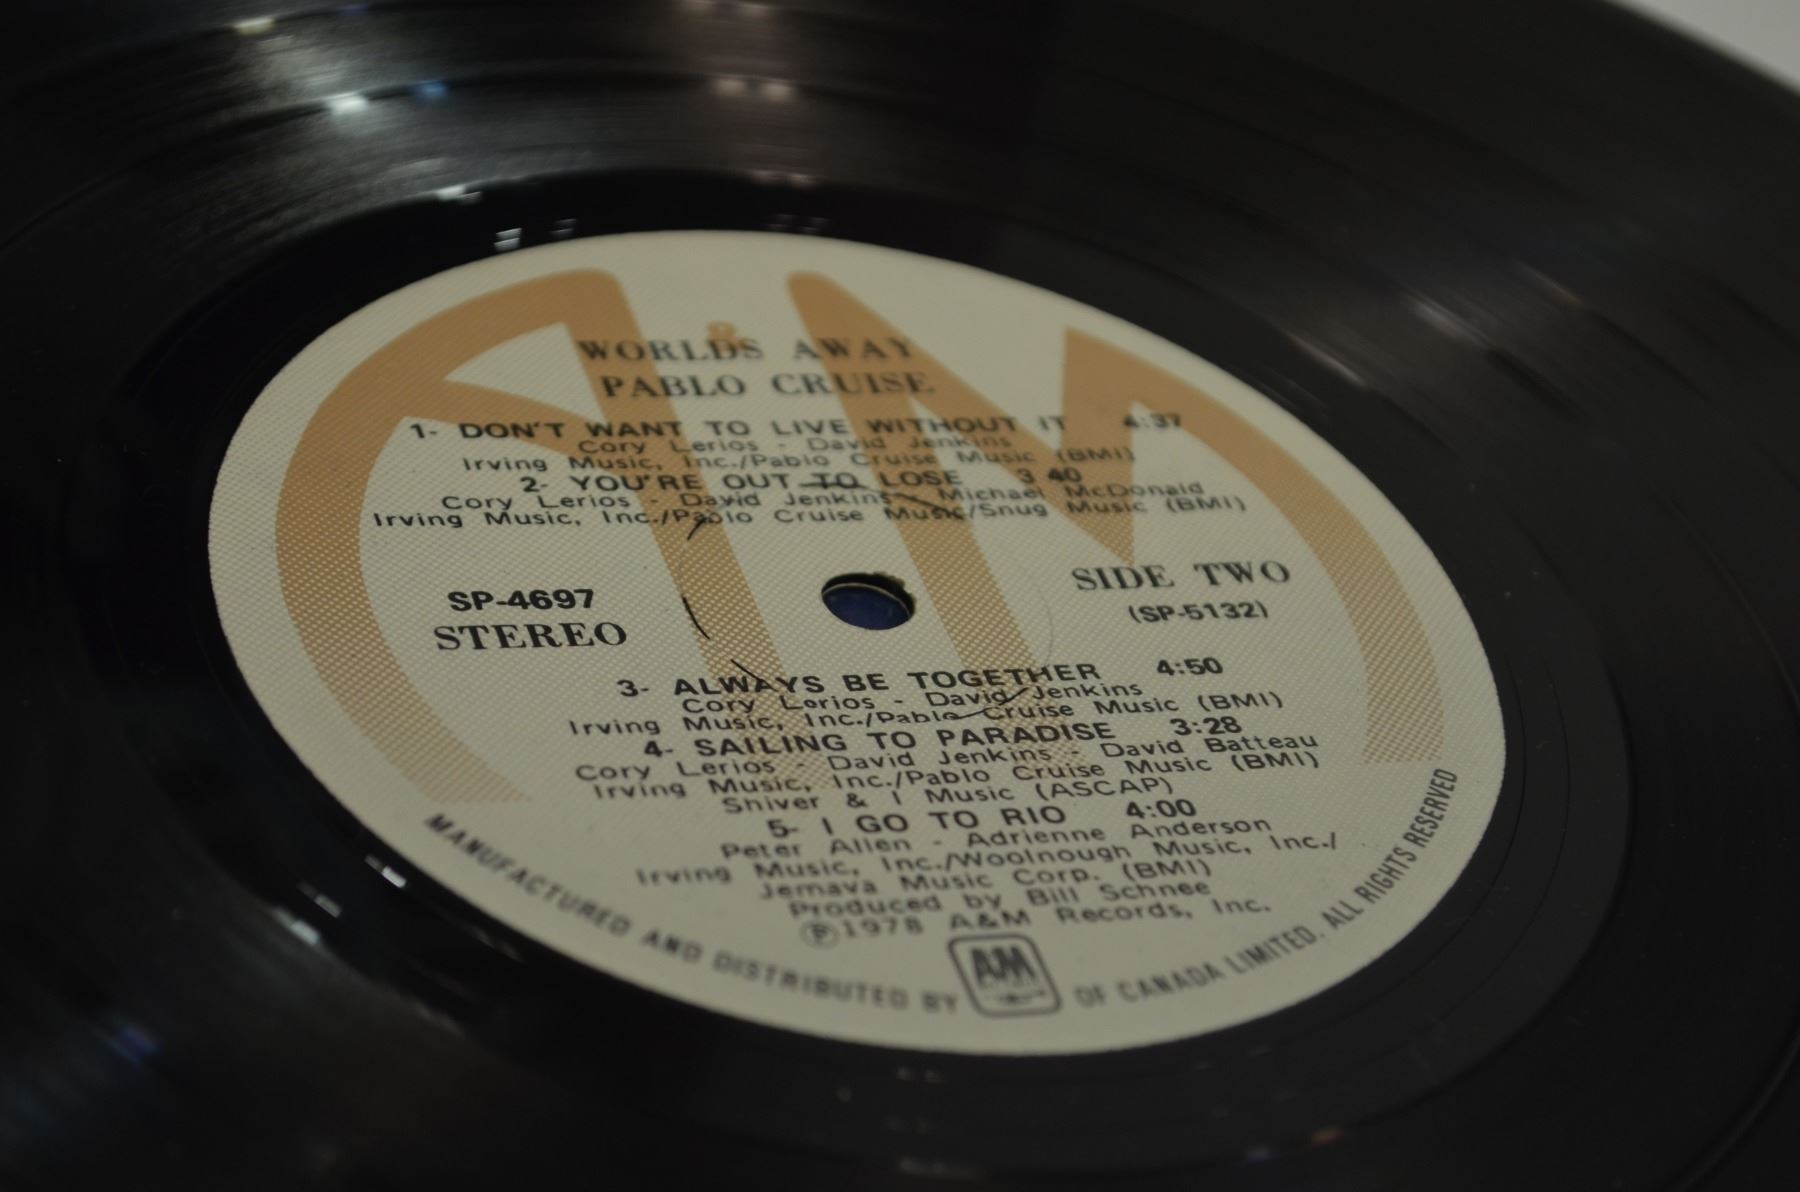 &
WORLDS AWAY
PABLO CRUISE
1- DON'T WANT TO LIVE WITHOUT IT 4:37
Cory Lerios - David Jenkins
Irving Music, Inc./Pablo Cruise Music (BMI)
2- YOU'RE OUT TO LOSE 3 40
Cory Lerios - David Jenkins - Michael McDonald
Irving Music, Inc./Pablo Cruise Music/Snug Music (BMI)
SP-4697
STEREO
SIDE TWO
(SP-5132)
3- ALWAYS BE TOGETHER 4:50
Cory Lerios - David Jenkins
Irving Music, Inc./Pablo Cruise Music (BMI)
4- SAILING TO PARADISE 3:28
Cory Lerios - David Jenkins - David Batteau
Irving Music, Inc./Pablo Cruise Music (BMI)
Shiver & I Music (ASCAP)
5- I GO TO RIO 4:00
Peter Allen - Adrienne Anderson
Irving Music, Inc./Woolnough Music, Inc./
Jemava Music Corp. (BMI)
Produced by Bill Schnee
Ⓟ1978 A&M Records, Inc.
MANUFACTURED AND DISTRIBUTED BY A&M OF CANADA LIMITED. ALL RIGHTS RESERVED